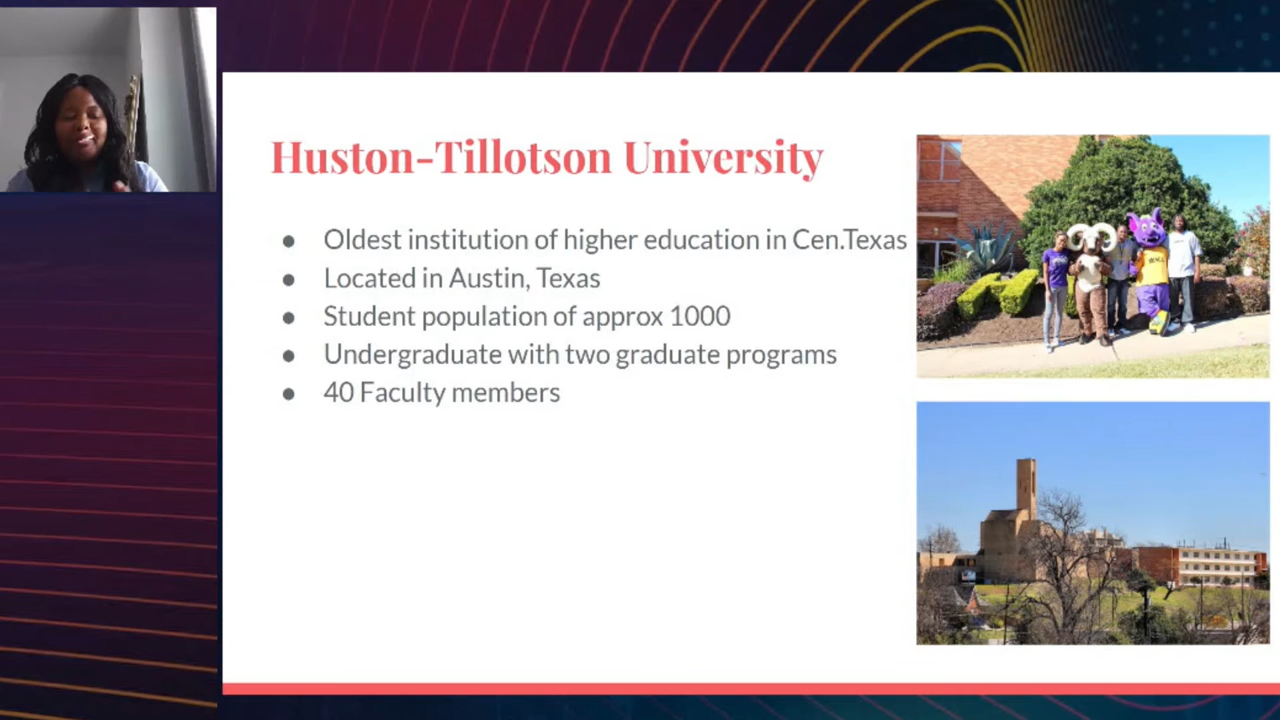 Huston-Tillotson University
● Oldest institution of higher education in Cen.Texas
● Located in Austin, Texas
● Student population of approx 1000
● Undergraduate with two graduate programs
● 40 Faculty members